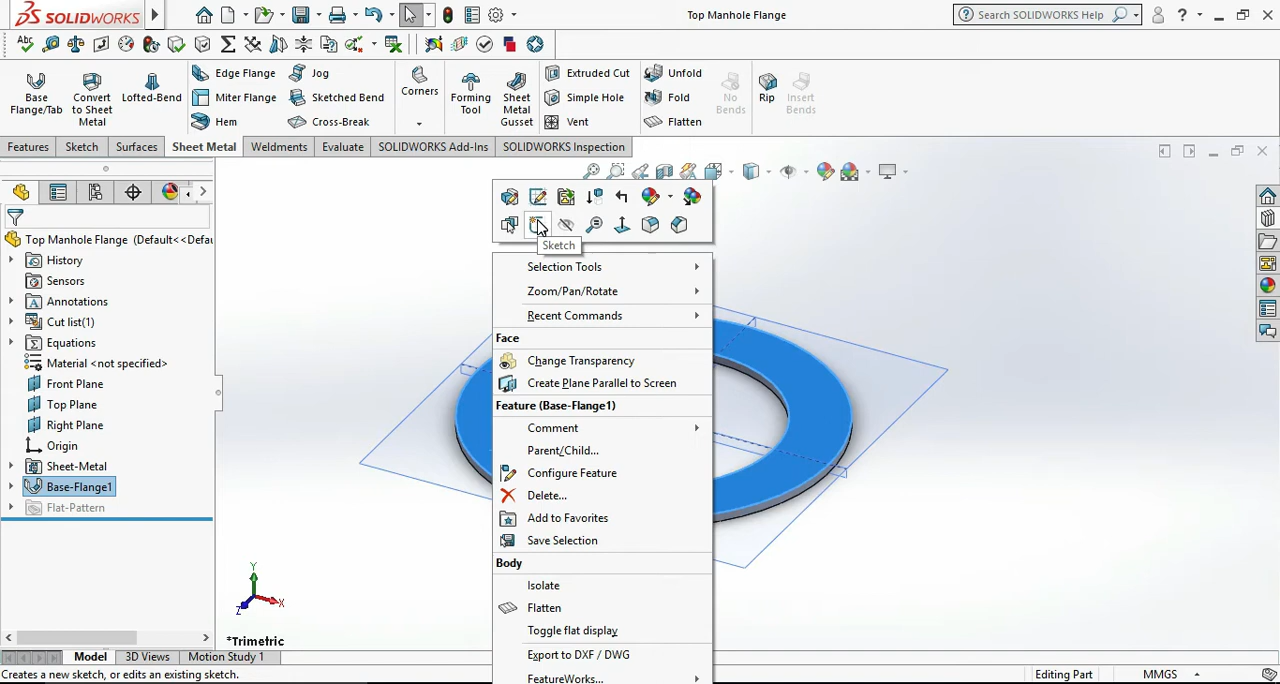 SOLIDWORKS
Top Manhole Flange
Search SOLIDWORKS Help
?
Abc
Base
Flange/Tab
Convert
to Sheet
Metal
Lofted-Bend
Edge Flange
Miter Flange
Hem
Jog
Sketched Bend
Cross-Break
Corners
Forming
Tool
Sheet
Metal
Gusset
Extruded Cut
Simple Hole
Vent
Unfold
Fold
Flatten
No
Bends
Rip
Insert
Bends
Features
Sketch
Surfaces
Sheet Metal
Weldments
Evaluate
SOLIDWORKS Add-Ins
SOLIDWORKS Inspection
Top Manhole Flange (Default<<Defau
History
Sensors
Annotations
Cut list(1)
Equations
Material <not specified>
Front Plane
Top Plane
Right Plane
Origin
Sheet-Metal
Base-Flange1
Flat-Pattern
Sketch
Selection Tools
Zoom/Pan/Rotate
Recent Commands
Face
Change Transparency
Create Plane Parallel to Screen
Feature (Base-Flange1)
Comment
Parent/Child...
Configure Feature
Delete...
Add to Favorites
Save Selection
Body
Isolate
Flatten
Toggle flat display
Export to DXF / DWG
FeatureWorks...
Y
X
Z
*Trimetric
Model
3D Views
Motion Study 1
Creates a new sketch, or edits an existing sketch.
Editing Part
MMGS